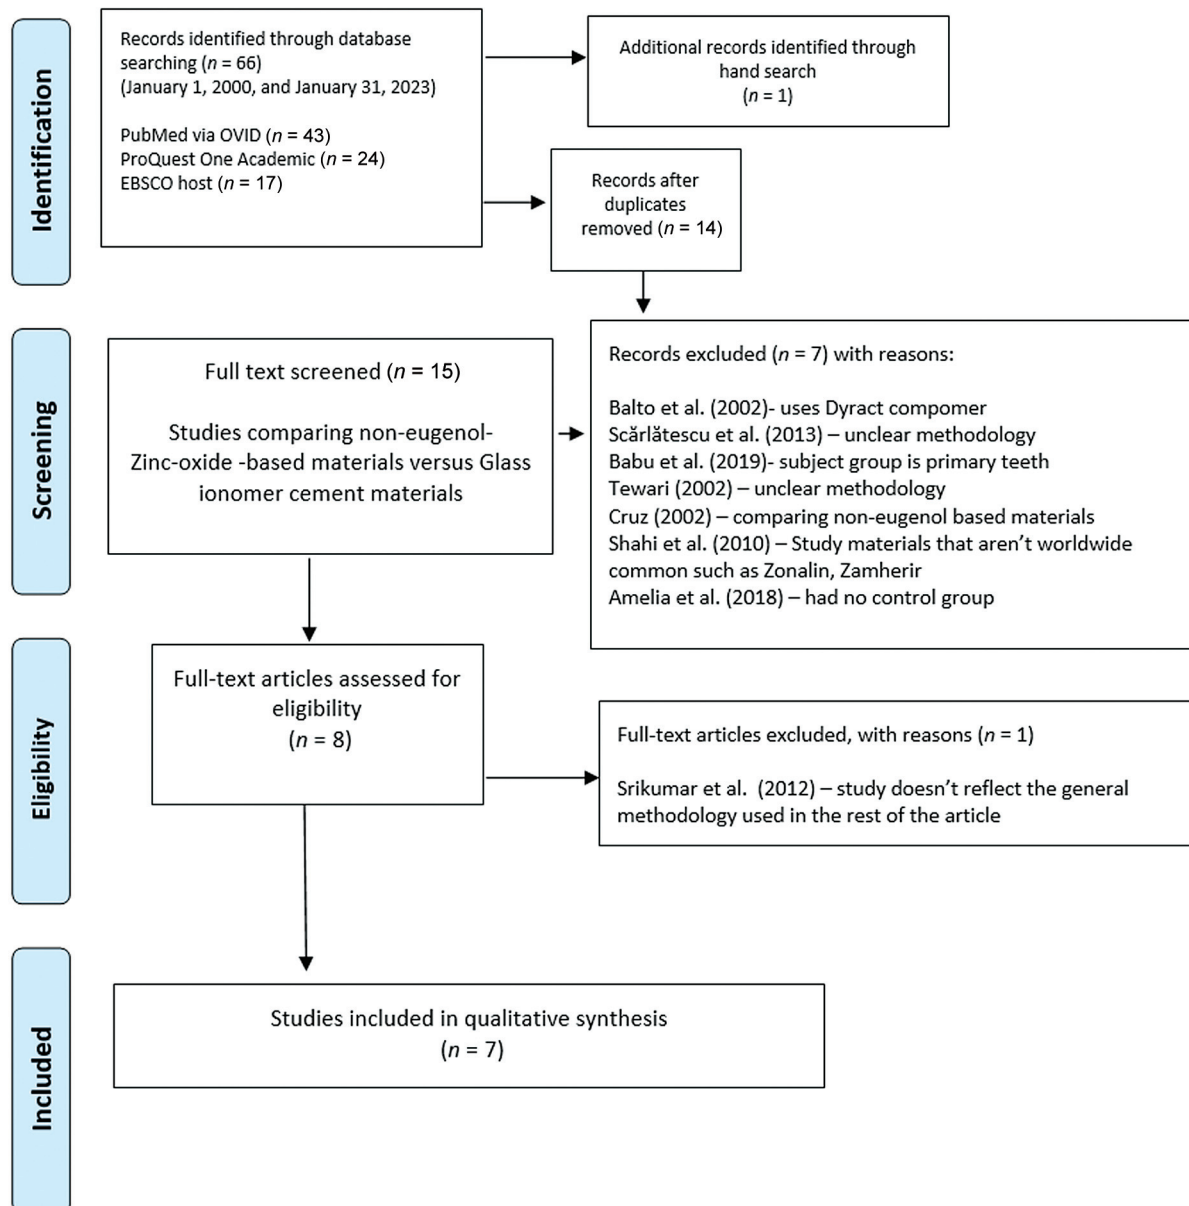 Identification
Records identified through database
searching (n = 66)
(January 1, 2000, and January 31, 2023)
PubMed via OVID (n = 43)
ProQuest One Academic (n = 24)
EBSCO host (n = 17)
Additional records identified through
hand search
(n = 1)
Records after
duplicates
removed (n = 14)
Screening
Full text screened (n = 15)
Studies comparing non-eugenol-
Zinc-oxide -based materials versus Glass
ionomer cement materials
Records excluded (n = 7) with reasons:
Balto et al. (2002)- uses Dyract compomer
Scărlătescu et al. (2013) – unclear methodology
Babu et al. (2019)- subject group is primary teeth
Tewari (2002) – unclear methodology
Cruz (2002) – comparing non-eugenol based materials
Shahi et al. (2010) – Study materials that aren’t worldwide
common such as Zonalin, Zamherir
Amelia et al. (2018) – had no control group
Eligibility
Full-text articles assessed for
eligibility
(n = 8)
Full-text articles excluded, with reasons (n = 1)
Srikumar et al.  (2012) – study doesn’t reflect the general
methodology used in the rest of the article
Included
Studies included in qualitative synthesis
(n = 7)